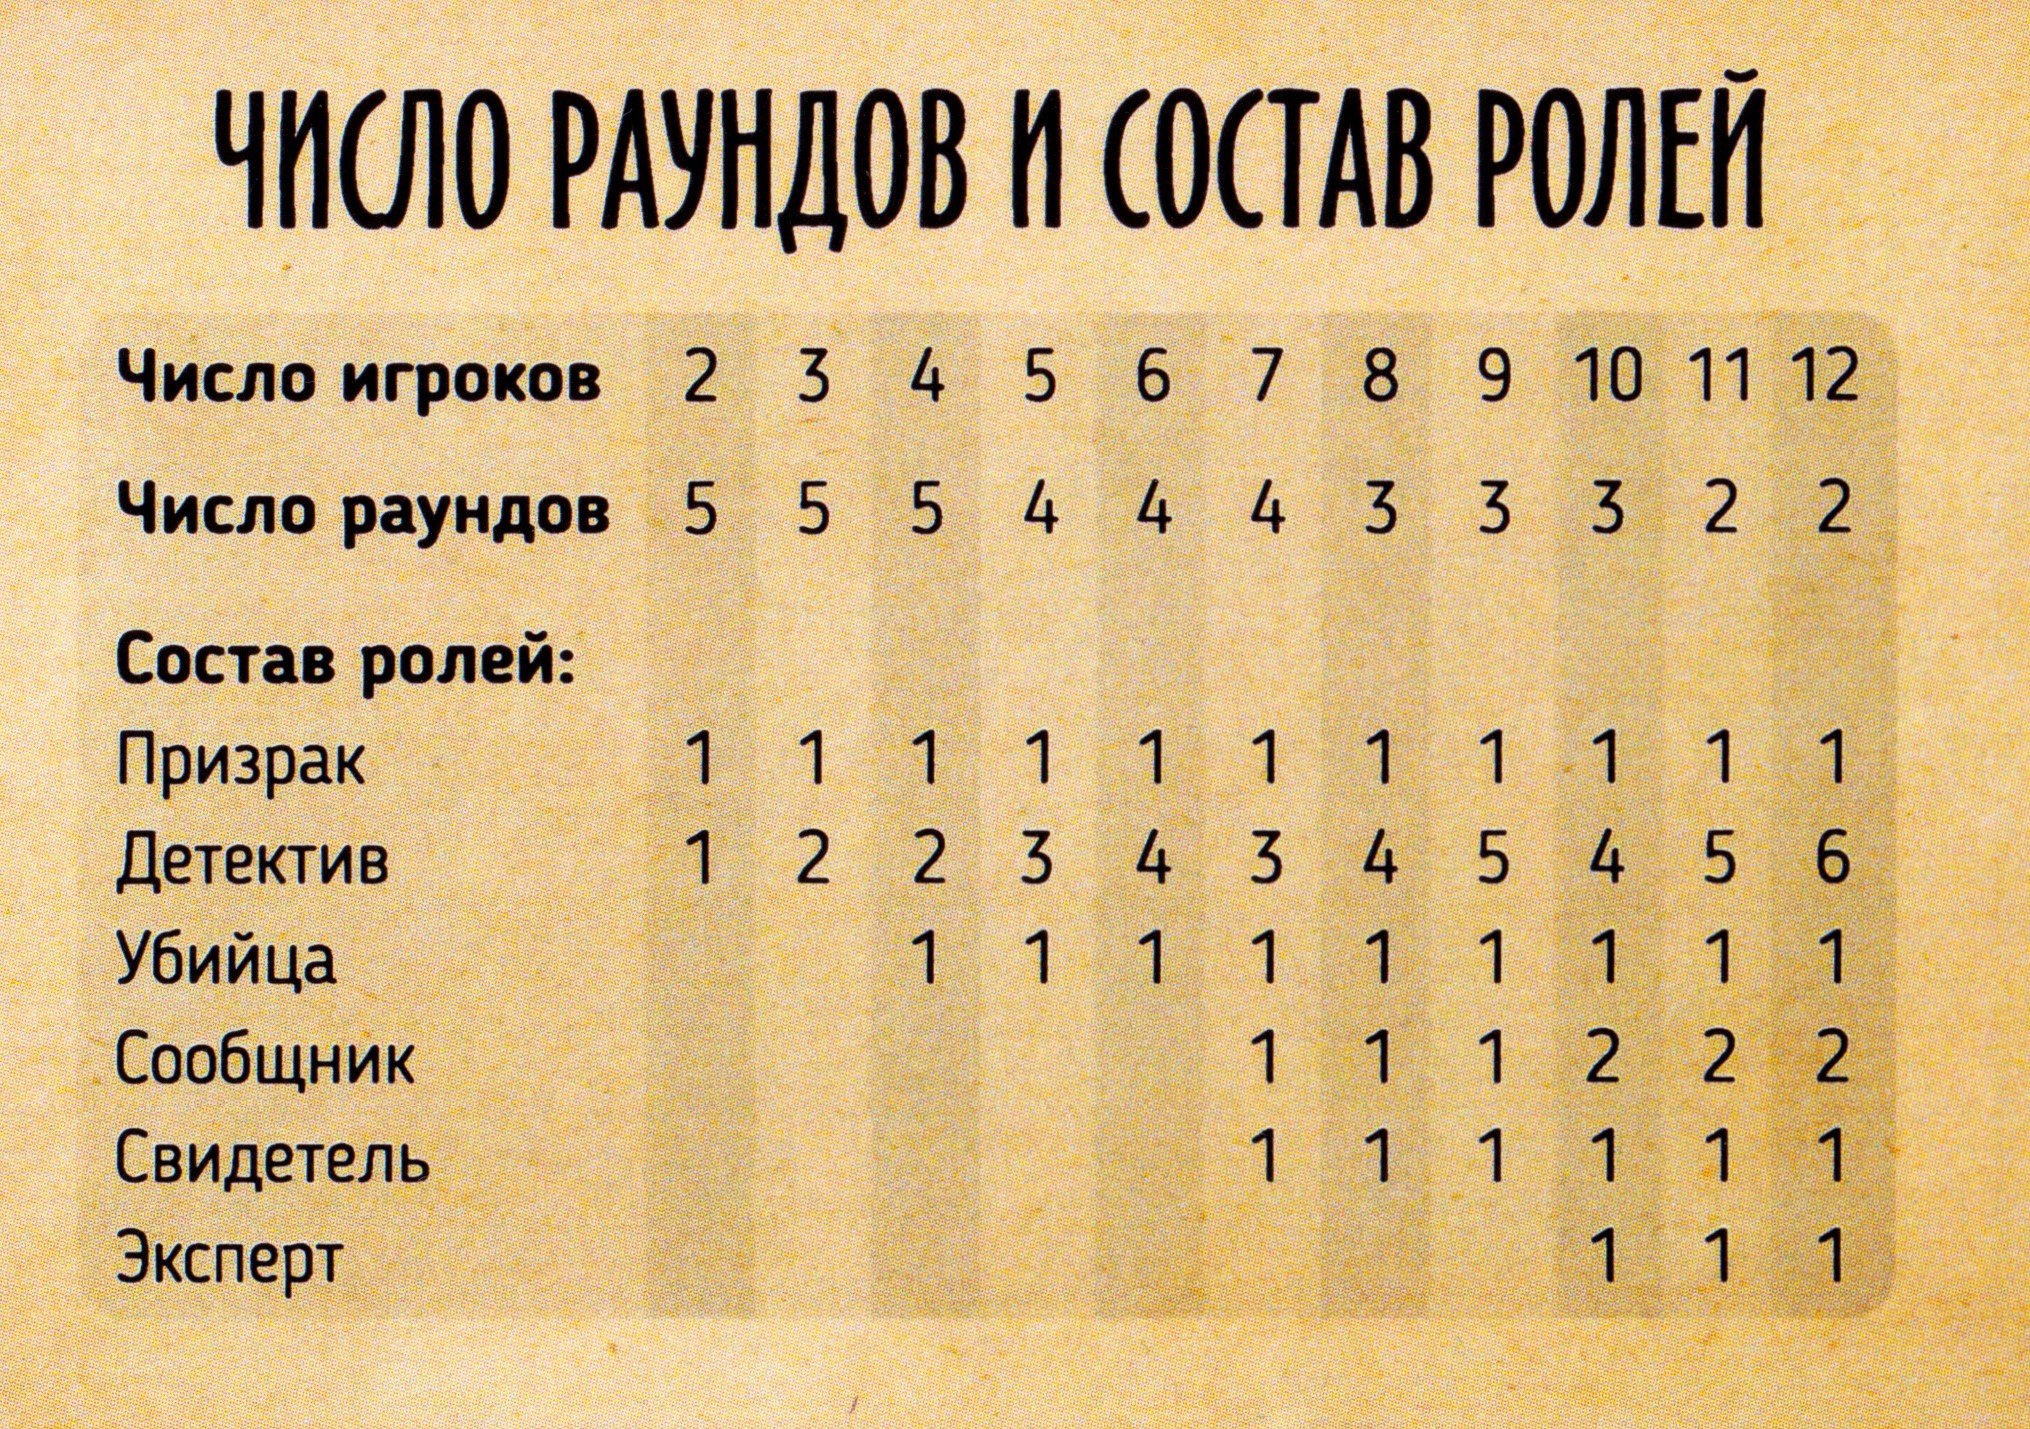 ЧИСЛО РАУНДОВ И СОСТАВ РОЛЕЙ
Число игроков 2 3 4 5 6 7 8 9 10 11 12
Число раундов 5 5 5 4 4 4 3 3 3 2 2
Состав ролей:
Призрак 1 1 1 1 1 1 1 1 1 1 1
Детектив 1 2 2 3 4 3 4 5 4 5 6
Убийца 1 1 1 1 1 1 1 1 1
Сообщник 1 1 1 2 2 2
Свидетель 1 1 1 1 1 1
Эксперт 1 1 1